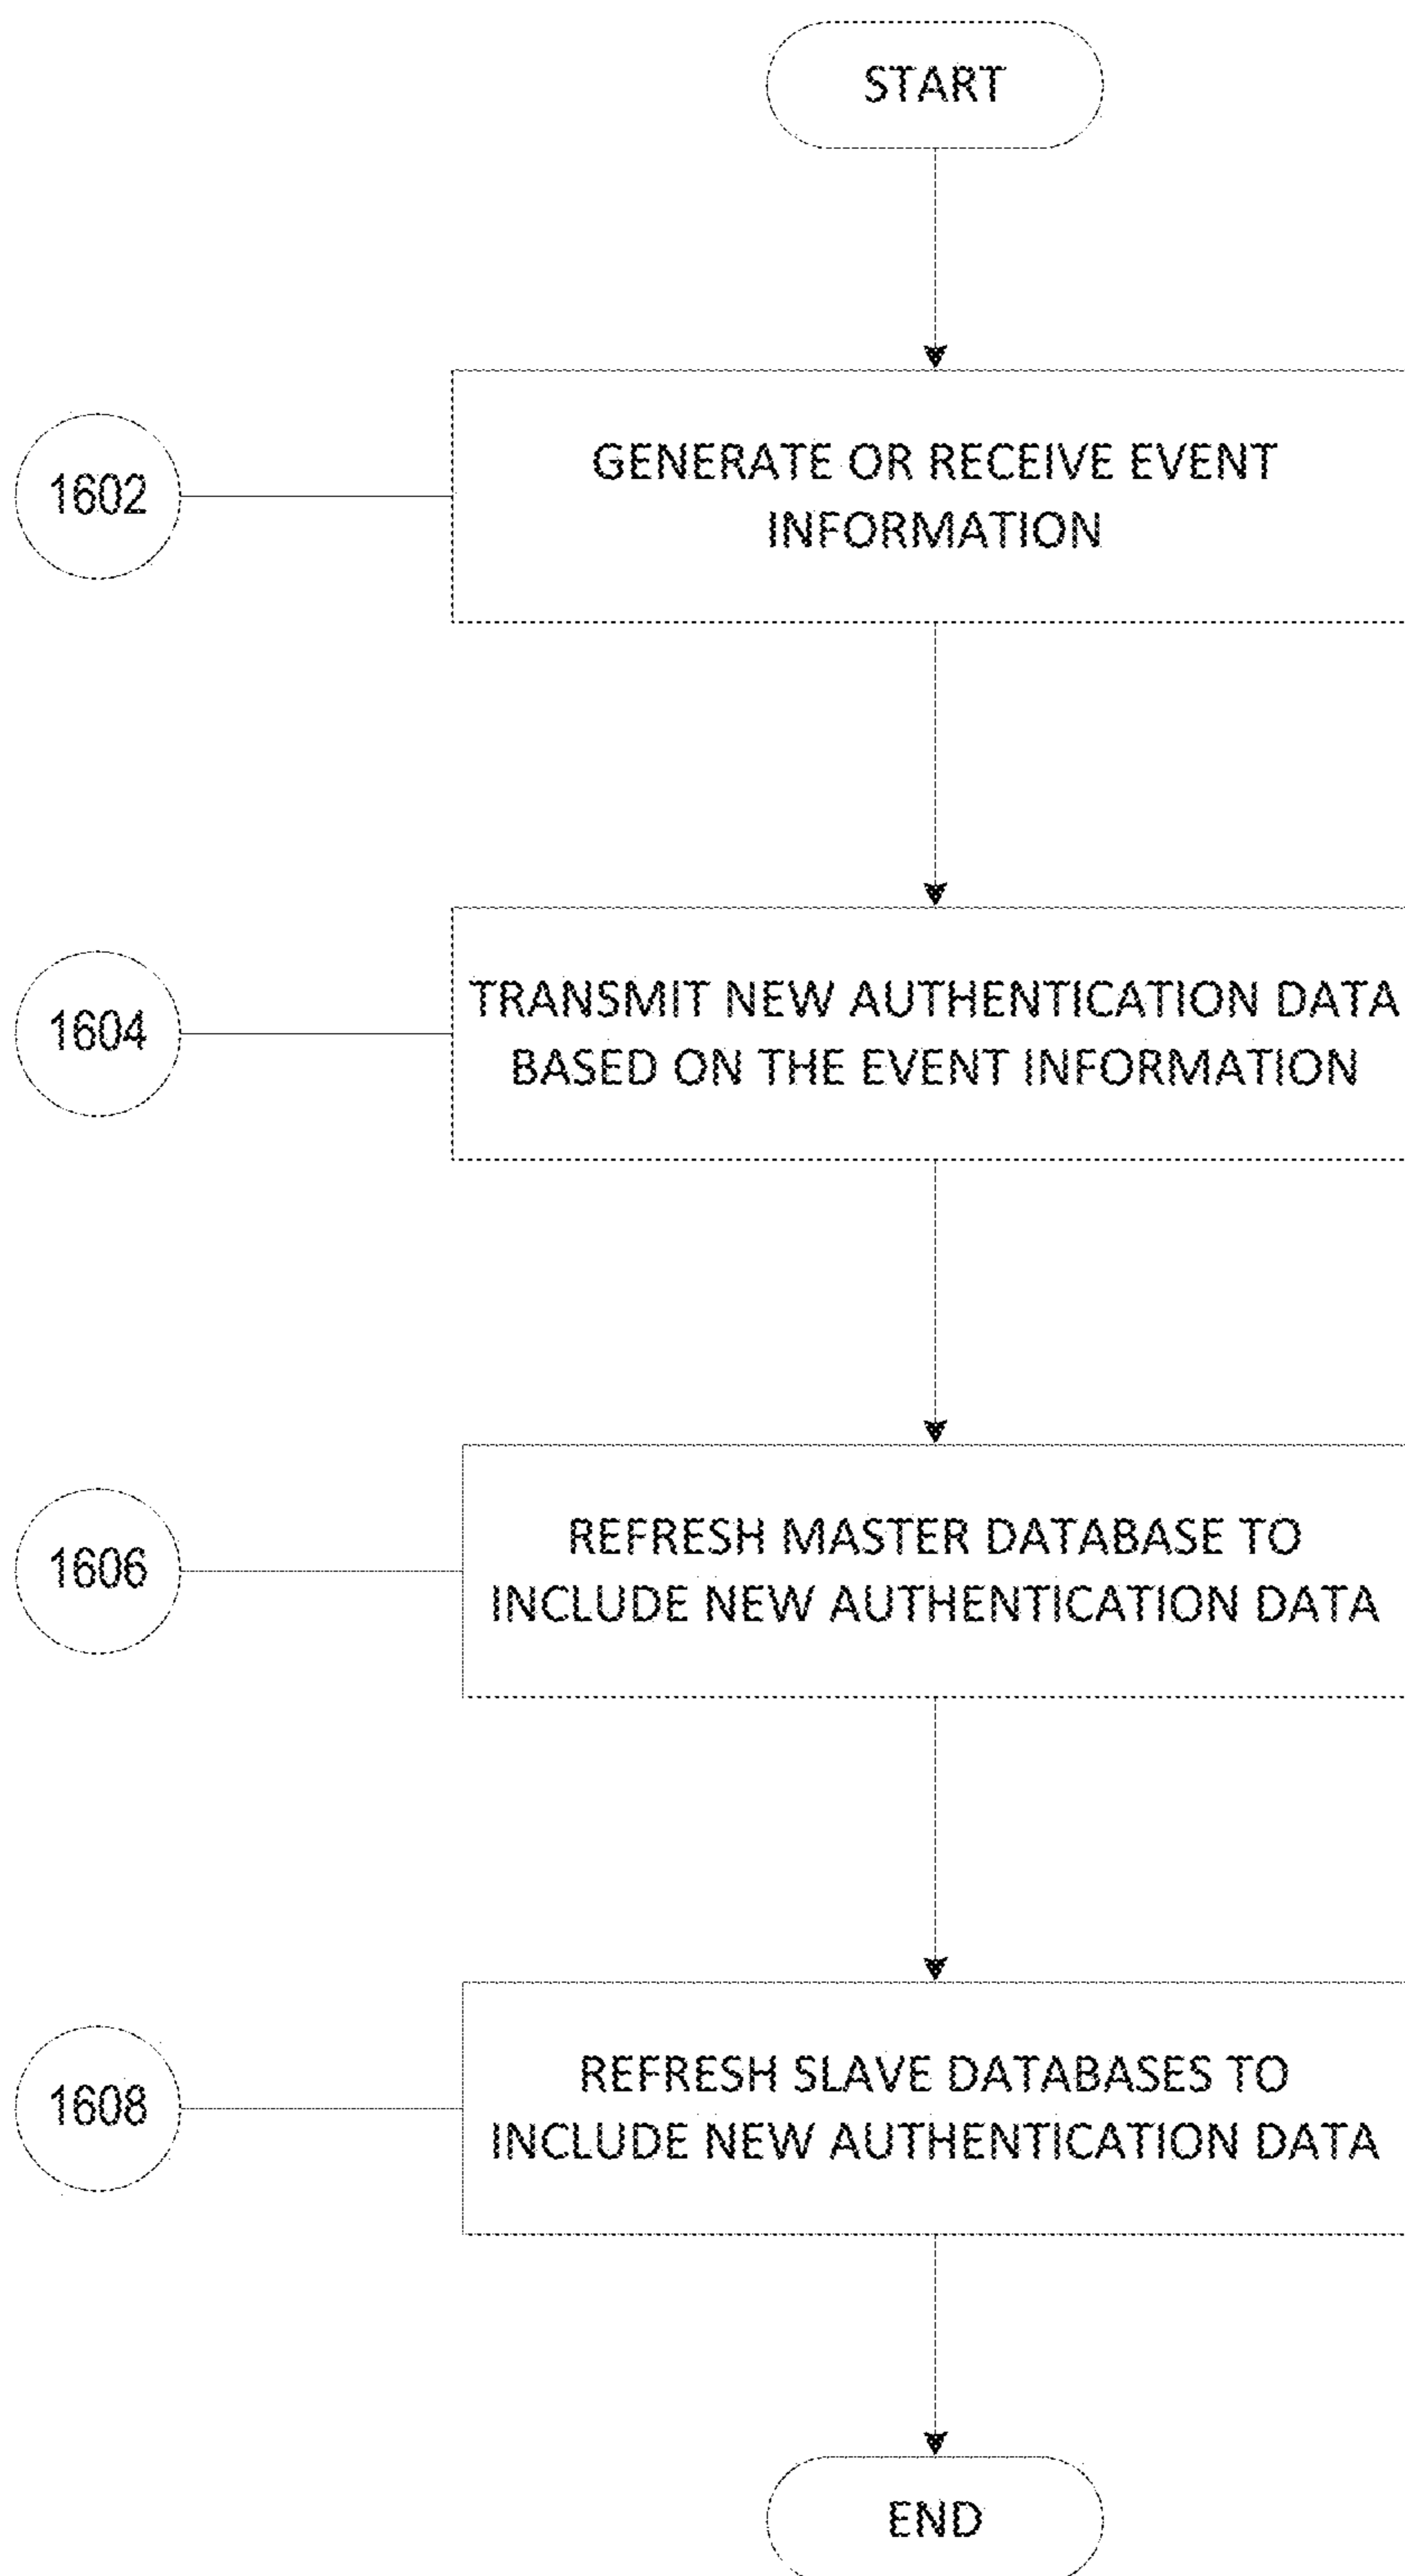 START
1602
GENERATE OR RECEIVE EVENT
INFORMATION
1604
TRANSMIT NEW AUTHENTICATION DATA
BASED ON THE EVENT INFORMATION
1606
REFRESH MASTER DATABASE TO
INCLUDE NEW AUTHENTICATION DATA
1608
REFRESH SLAVE DATABASES TO
INCLUDE NEW AUTHENTICATION DATA
END